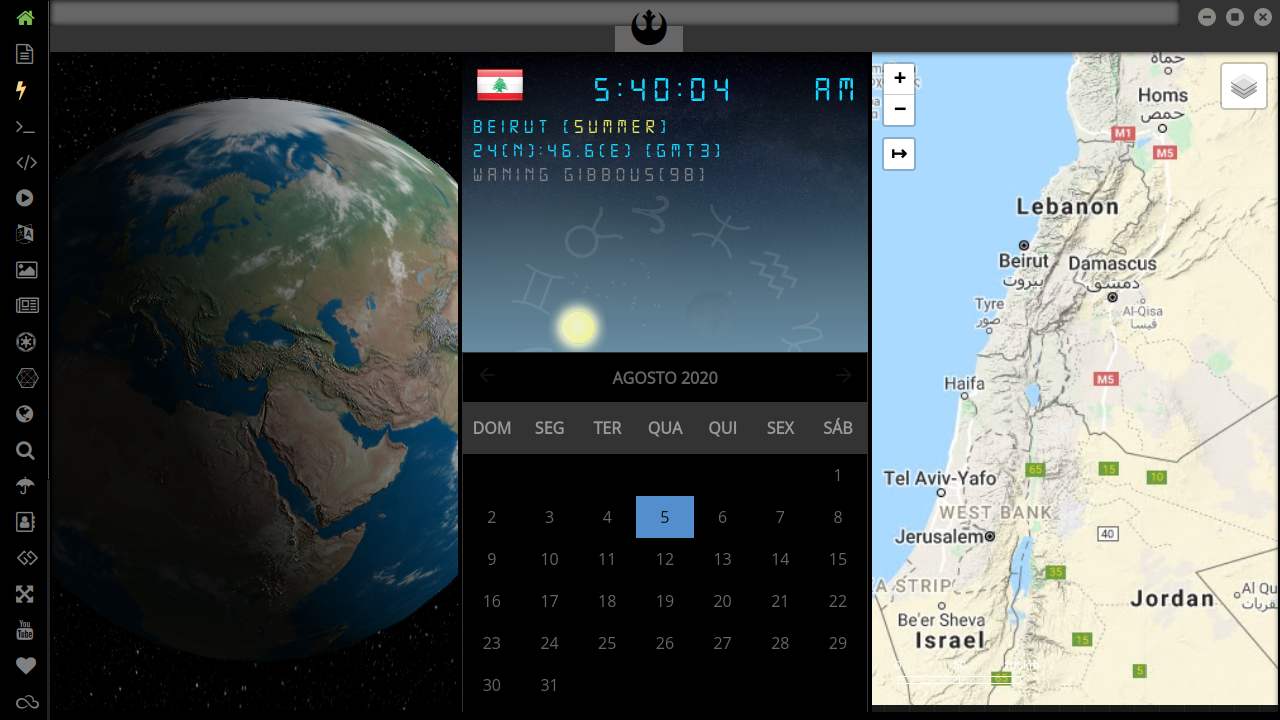 5:40:04 AM
BEIRUT (SUMMER)
24(N):46.6(E) (GMT3)
WANING GIBBOUS(98)
AGOSTO 2020
DOM SEG TER QUA QUI SEX SÁB
1
2 3 4 5 6 7 8
9 10 11 12 13 14 15
16 17 18 19 20 21 22
23 24 25 26 27 28 29
30 31
+
−
Homs
حمص
M1
M5
Lebanon
Beirut
بيروت
Damascus
دمشق
Tyre
صور
Al-Qisa
M5
Haifa
65
15
10
Tel Aviv-Yafo
WEST BANK
Jerusalem
40
35
A STRIP
Jordan
Al Qu
Be'er Sheva
Israel
15
5
65
You
Tube